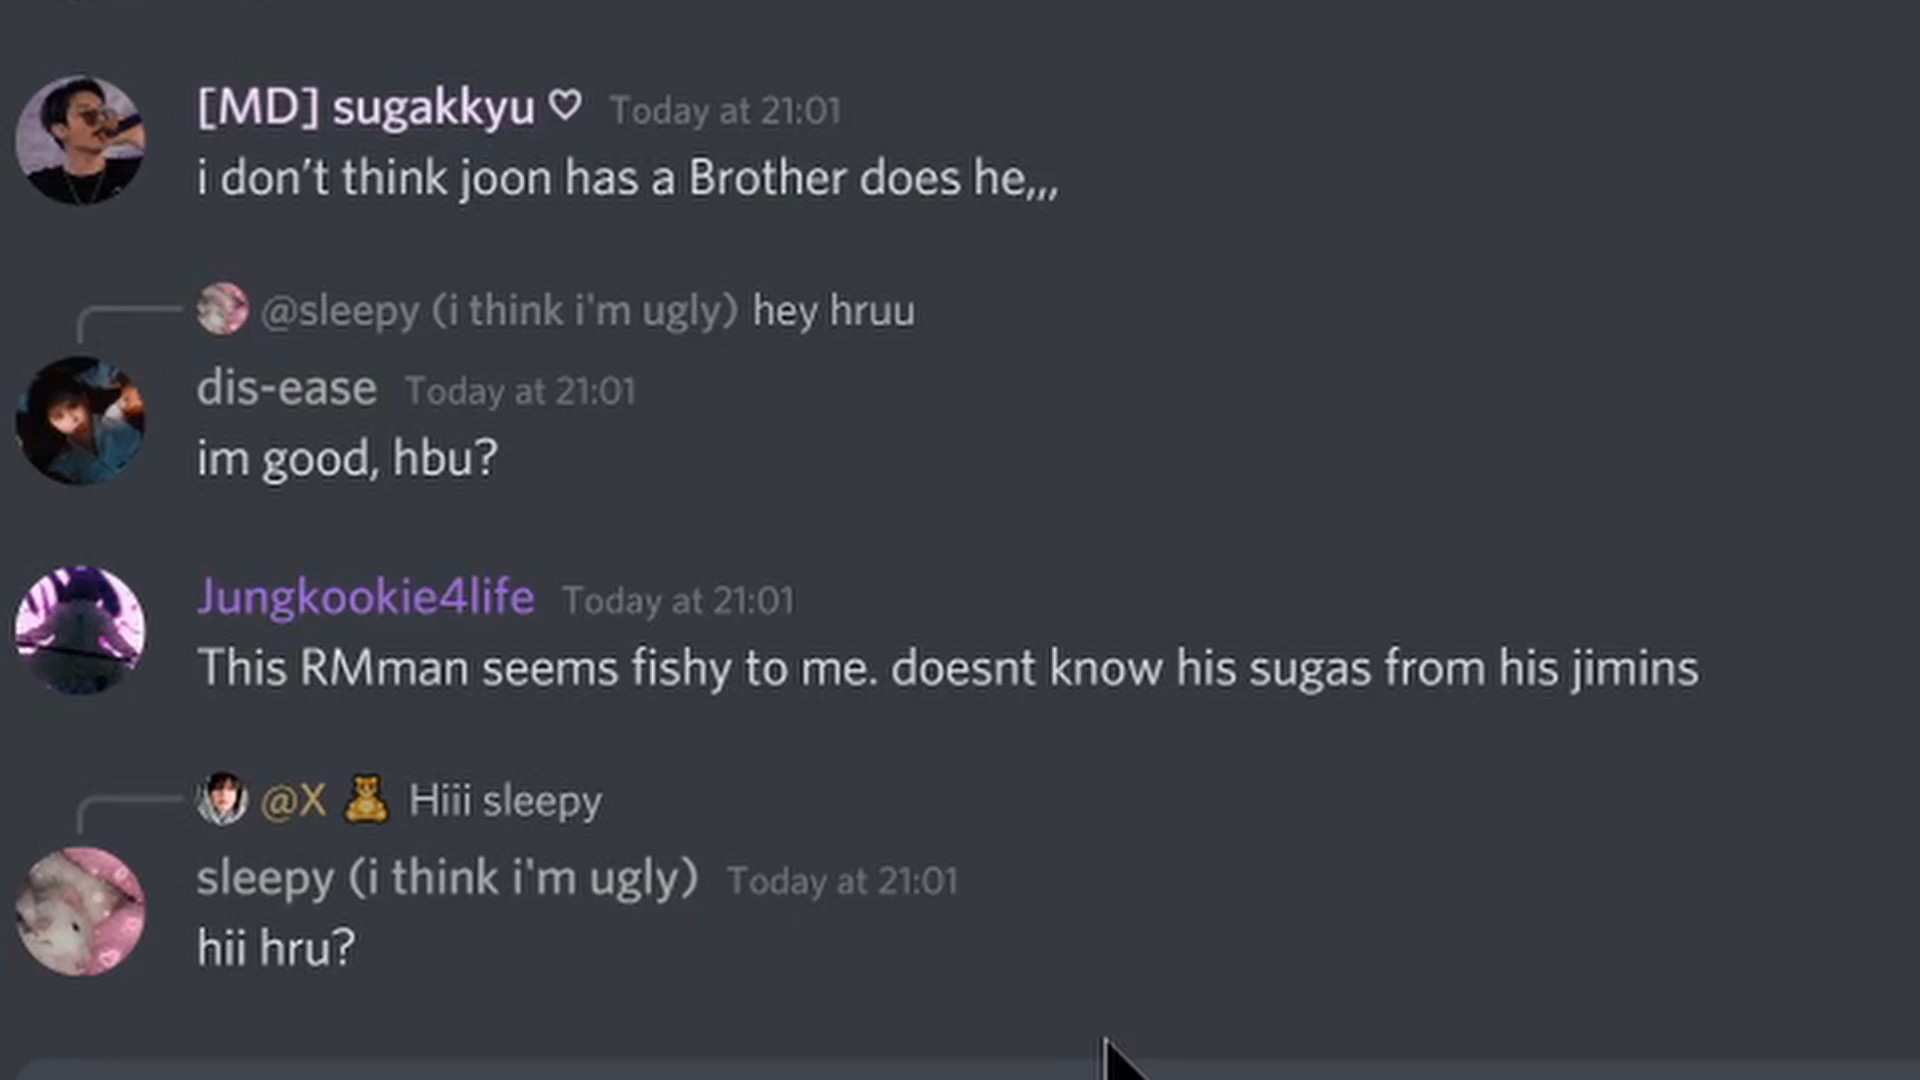 [MD] sugakkyu ♡ Today at 21:01
i don’t think joon has a Brother does he,,,
@sleepy (i think i'm ugly) hey hruu
dis-ease Today at 21:01
im good, hbu?
Jungkookie4life Today at 21:01
This RMman seems fishy to me. doesnt know his sugas from his jimins
@X 🧸 Hiii sleepy
sleepy (i think i'm ugly) Today at 21:01
hii hru?